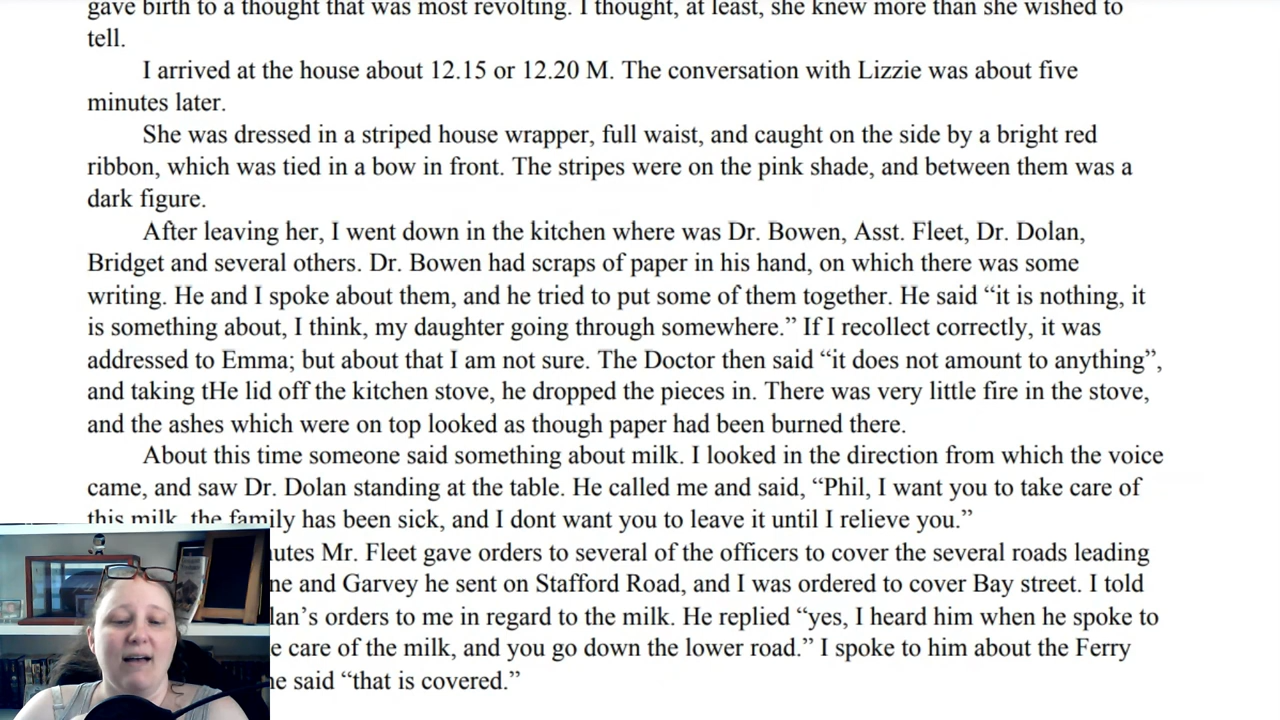 gave birth to a thought that was most revolting. I thought, at least, she knew more than she wished to
tell.
I arrived at the house about 12.15 or 12.20 M. The conversation with Lizzie was about five
minutes later.
She was dressed in a striped house wrapper, full waist, and caught on the side by a bright red
ribbon, which was tied in a bow in front. The stripes were on the pink shade, and between them was a
dark figure.
After leaving her, I went down in the kitchen where was Dr. Bowen, Asst. Fleet, Dr. Dolan,
Bridget and several others. Dr. Bowen had scraps of paper in his hand, on which there was some
writing. He and I spoke about them, and he tried to put some of them together. He said “it is nothing, it
is something about, I think, my daughter going through somewhere.” If I recollect correctly, it was
addressed to Emma; but about that I am not sure. The Doctor then said “it does not amount to anything”,
and taking tHe lid off the kitchen stove, he dropped the pieces in. There was very little fire in the stove,
and the ashes which were on top looked as though paper had been burned there.
About this time someone said something about milk. I looked in the direction from which the voice
came, and saw Dr. Dolan standing at the table. He called me and said, “Phil, I want you to take care of
this milk, the family has been sick, and I dont want you to leave it until I relieve you.”
utes Mr. Fleet gave orders to several of the officers to cover the several roads leading
ne and Garvey he sent on Stafford Road, and I was ordered to cover Bay street. I told
lan’s orders to me in regard to the milk. He replied “yes, I heard him when he spoke to
e care of the milk, and you go down the lower road.” I spoke to him about the Ferry
he said “that is covered.”